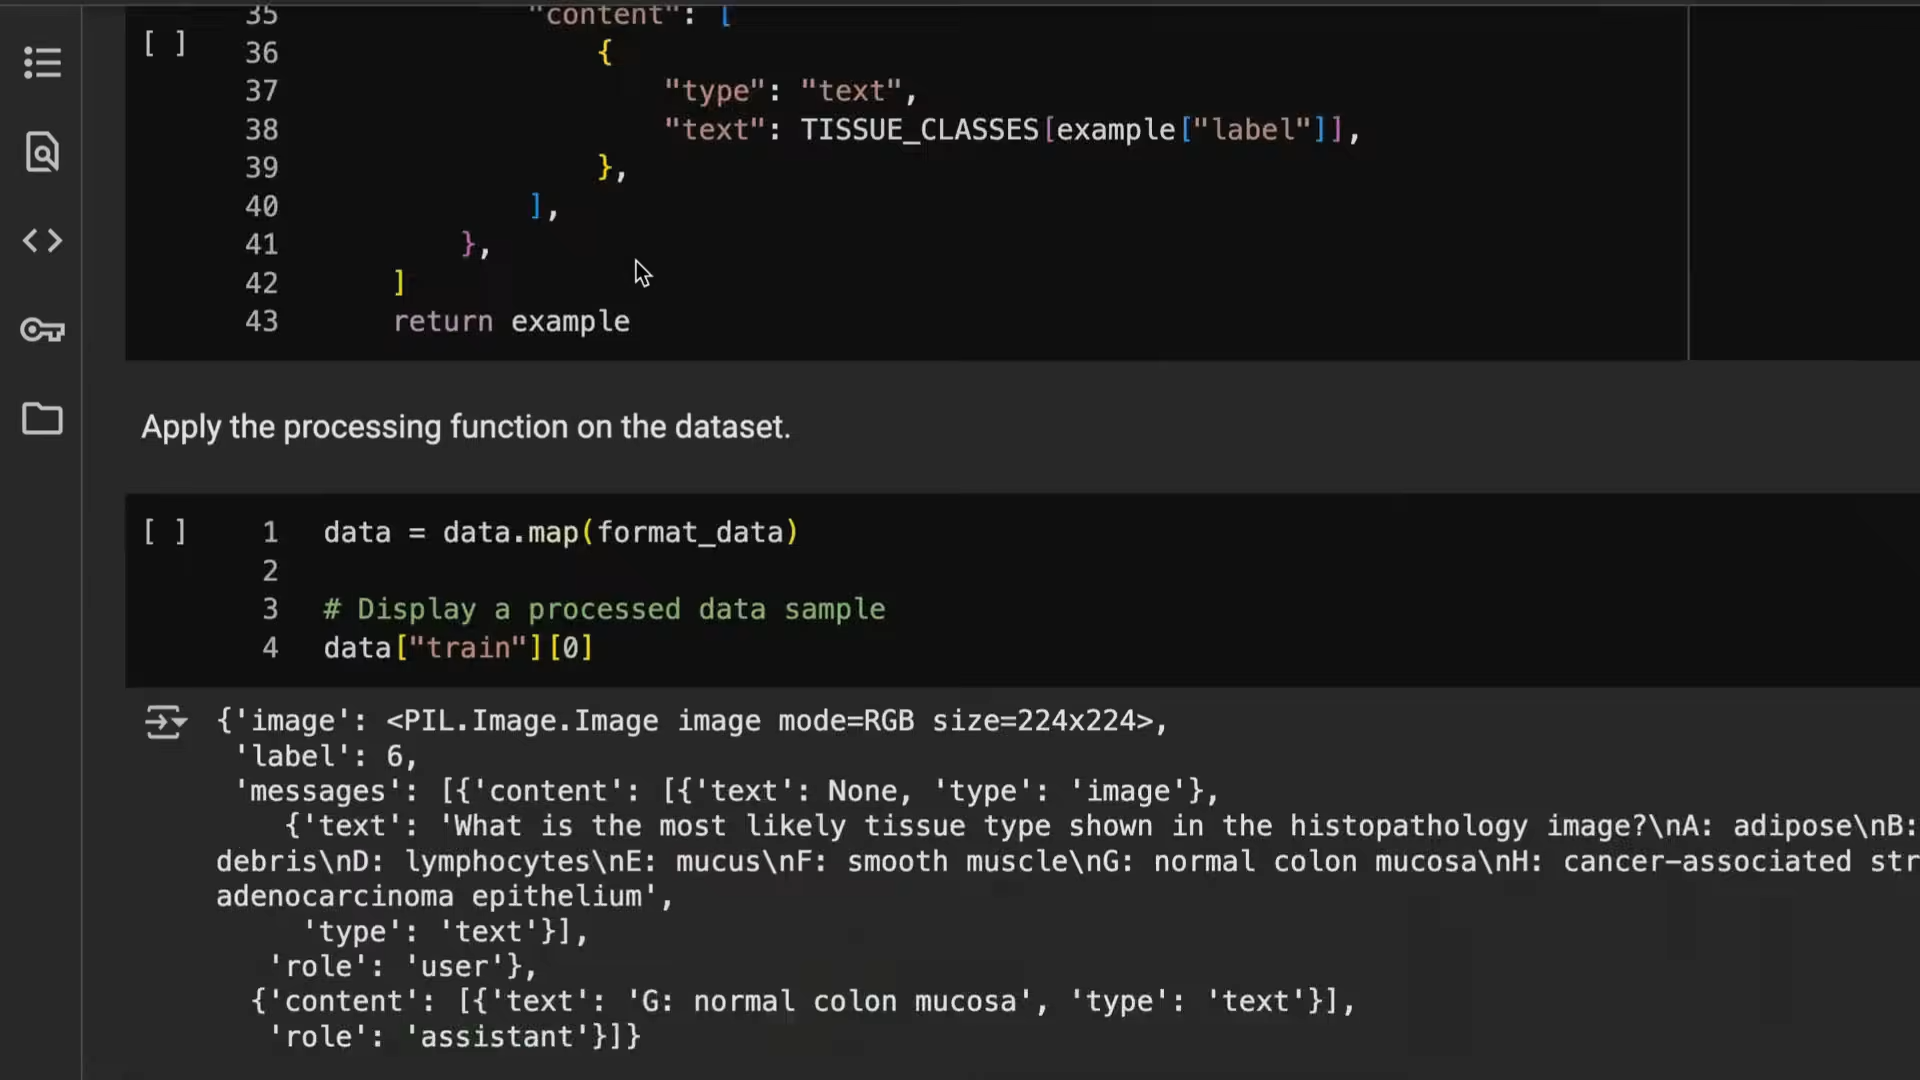 35 "content": [
[ ] 36 {
37 "type": "text",
38 "text": TISSUE_CLASSES[example["label"]],
39 },
40 ],
41 },
42 ]
43 return example
Apply the processing function on the dataset.
[ ] 1 data = data.map(format_data)
2
3 # Display a processed data sample
4 data["train"][0]
{'image': <PIL.Image.Image image mode=RGB size=224x224>,
'label': 6,
'messages': [{'content': [{'text': None, 'type': 'image'},
{'text': 'What is the most likely tissue type shown in the histopathology image?\nA: adipose\nB:
debris\nD: lymphocytes\nE: mucus\nF: smooth muscle\nG: normal colon mucosa\nH: cancer-associated str
adenocarcinoma epithelium',
'type': 'text'}],
'role': 'user'},
{'content': [{'text': 'G: normal colon mucosa', 'type': 'text'}],
'role': 'assistant'}]}